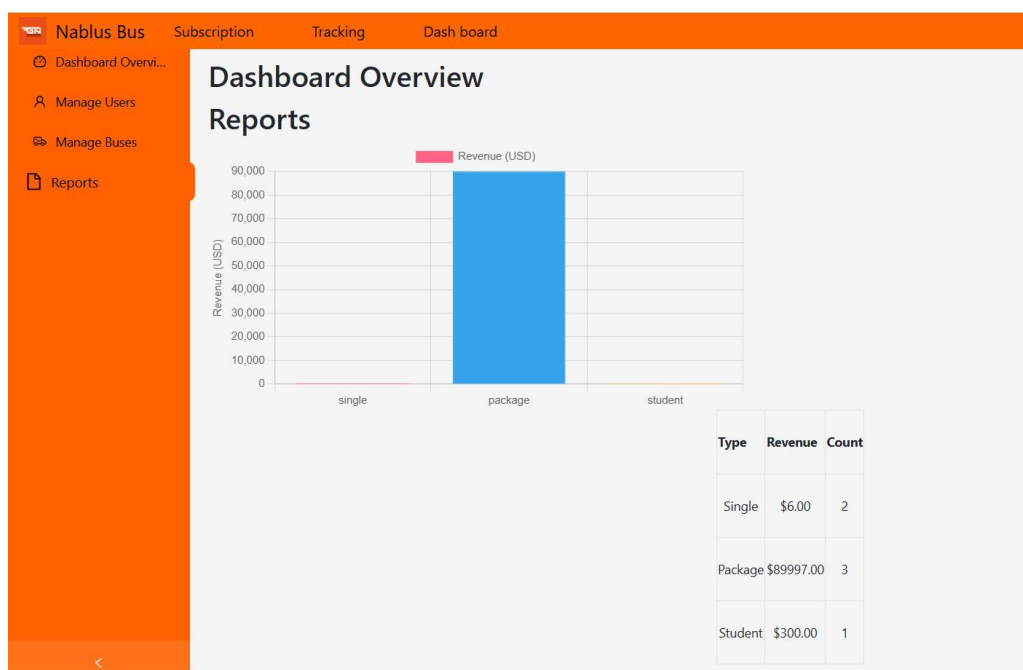 Nablus Bus Subscription Tracking Dash board
Dashboard Overvi...
Manage Users
Manage Buses
Reports
Dashboard Overview
Reports
Revenue (USD)
Revenue (USD)
90,000
80,000
70,000
60,000
50,000
40,000
30,000
20,000
10,000
0
single package student
Type Revenue Count
Single $6.00 2
Package $89997.00 3
Student $300.00 1